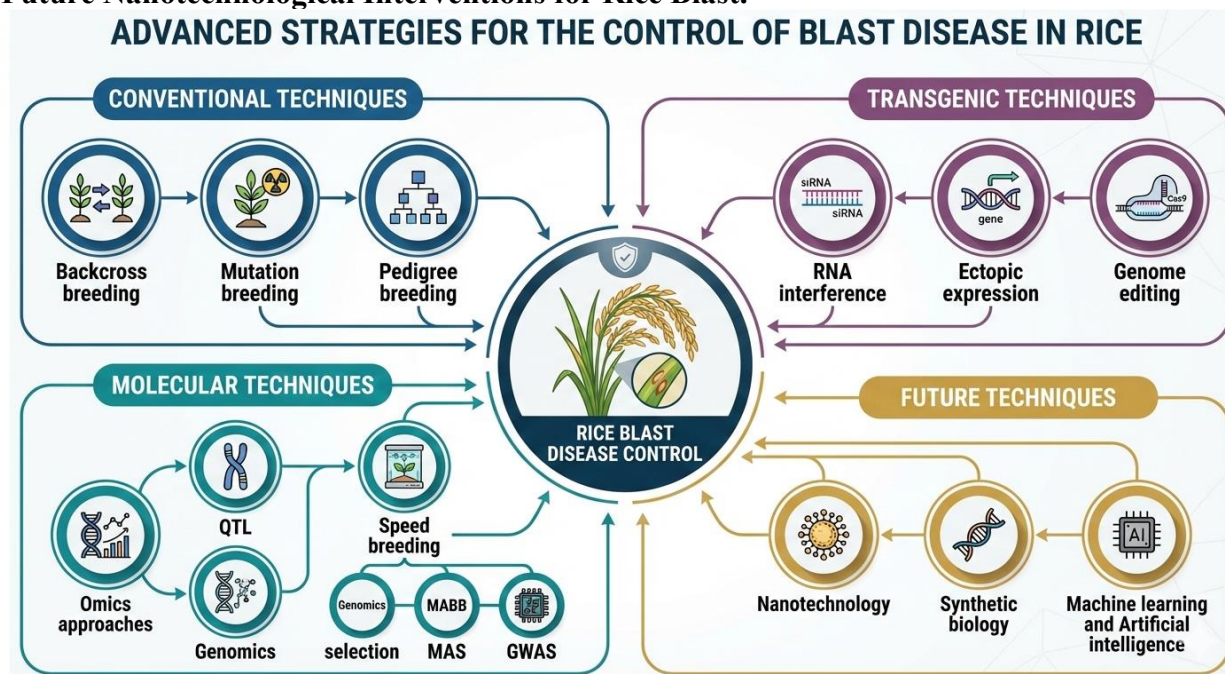 Future Nanotechnological Interventions for Rice Blast.
ADVANCED STRATEGIES FOR THE CONTROL OF BLAST DISEASE IN RICE
CONVENTIONAL TECHNIQUES
Backcross
breeding
Mutation
breeding
Pedigree
breeding
TRANSGENIC TECHNIQUES
siRNA
siRNA
RNA
interference
gene
Ectopic
expression
Cas9
Genome
editing
RICE BLAST
DISEASE CONTROL
MOLECULAR TECHNIQUES
Omics
approaches
QTL
Genomics
Speed
breeding
Genomics
selection
MABB
MAS
GWAS
FUTURE TECHNIQUES
Nanotechnology
Synthetic
biology
AI
Machine learning
and Artificial
intelligence